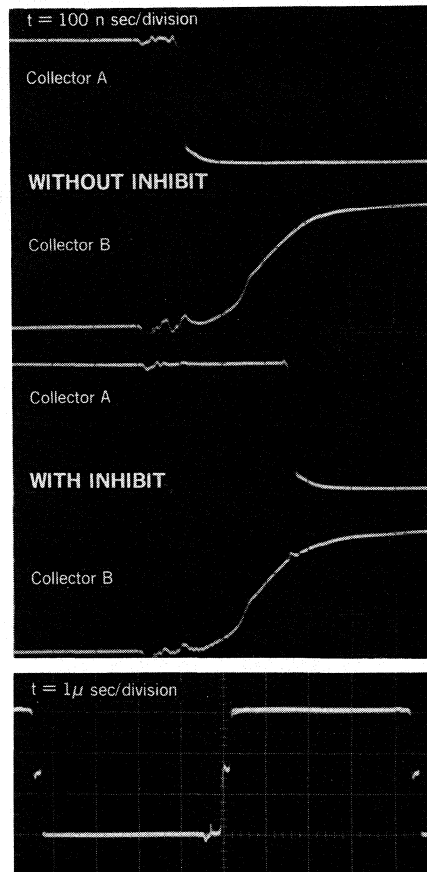 t = 100 n sec/division
Collector A
WITHOUT INHIBIT
Collector B
Collector A
WITH INHIBIT
Collector B
t = 1μ sec/division